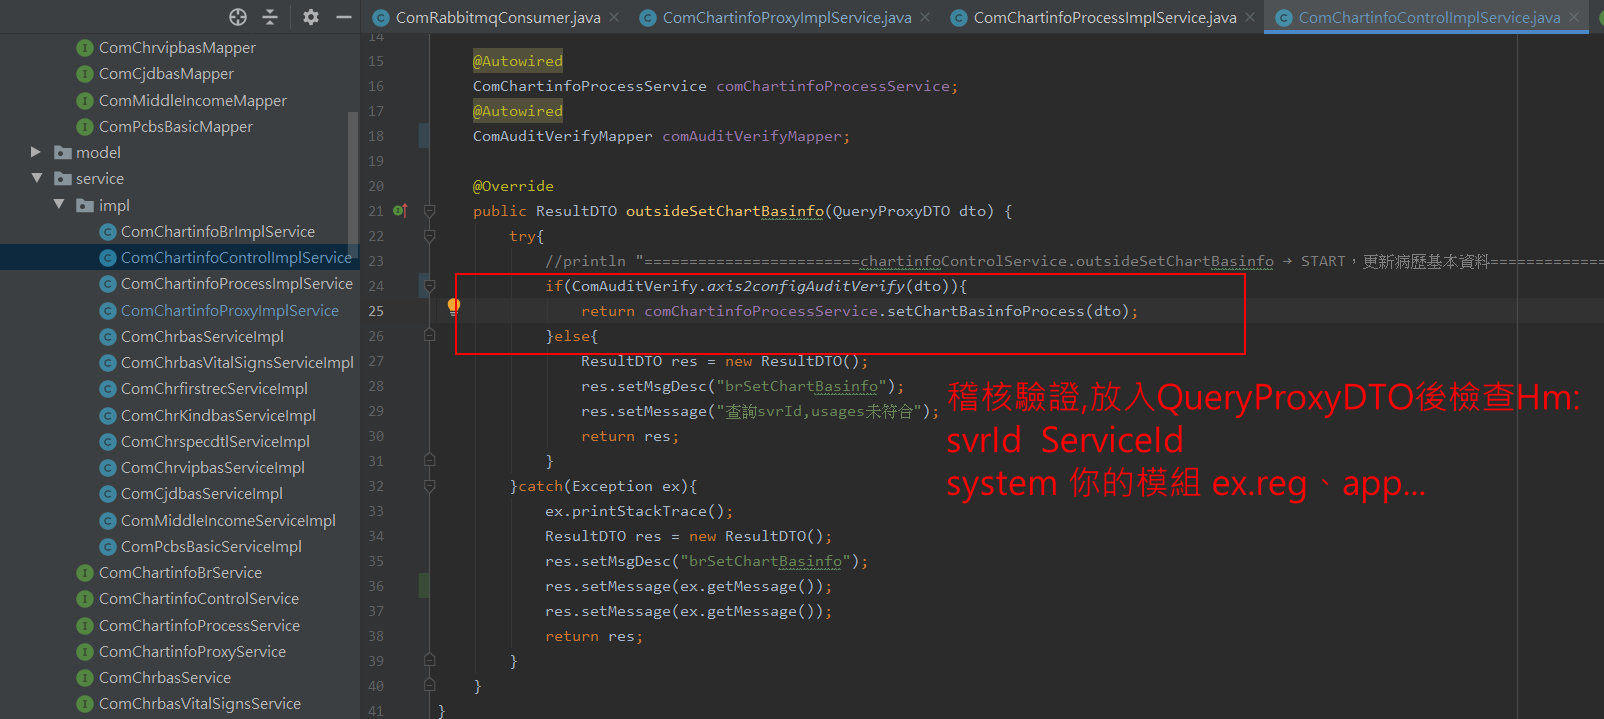 ComRabbitmqConsumer.java
ComChartinfoProxyImplService.java
ComChartinfoProcessImplService.java
ComChartinfoControlImplService.java
ComChrvipbasMapper
ComCjdbasMapper
ComMiddleIncomeMapper
ComPcbsBasicMapper
model
service
impl
ComChartinfoBrImplService
ComChartinfoControlImplService
ComChartinfoProcessImplService
ComChartinfoProxyImplService
ComChrbasServiceImpl
ComChrbasVitalSignsServiceImpl
ComChrfirstrecServiceImpl
ComChrKindbasServiceImpl
ComChrspecdtlServiceImpl
ComChrvipbasServiceImpl
ComCjdbasServiceImpl
ComMiddleIncomeServiceImpl
ComPcbsBasicServiceImpl
ComChartinfoBrService
ComChartinfoControlService
ComChartinfoProcessService
ComChartinfoProxyService
ComChrbasService
ComChrbasVitalSignsService
14
15 @Autowired
16 ComChartinfoProcessService comChartinfoProcessService;
17 @Autowired
18 ComAuditVerifyMapper comAuditVerifyMapper;
19
20 @Override
21 public ResultDTO outsideSetChartBasinfo(QueryProxyDTO dto) {
22 try{
23 //println "========================chartinfoControlService.outsideSetChartBasinfo → START，更新病歷基本資料=============
24 if(ComAuditVerify.axis2configAuditVerify(dto)){
25 return comChartinfoProcessService.setChartBasinfoProcess(dto);
26 }else{
27 ResultDTO res = new ResultDTO();
28 res.setMsgDesc("brSetChartBasinfo");
29 res.setMessage("查詢svrId,usages未符合");
30 return res;
31 }
32 }catch(Exception ex){
33 ex.printStackTrace();
34 ResultDTO res = new ResultDTO();
35 res.setMsgDesc("brSetChartBasinfo");
36 res.setMessage(ex.getMessage());
37 res.setMessage(ex.getMessage());
38 return res;
39 }
40 }
41 }
稽核驗證,放入QueryProxyDTO後檢查Hm:
svrId ServiceId
system 你的模組 ex.reg、app...